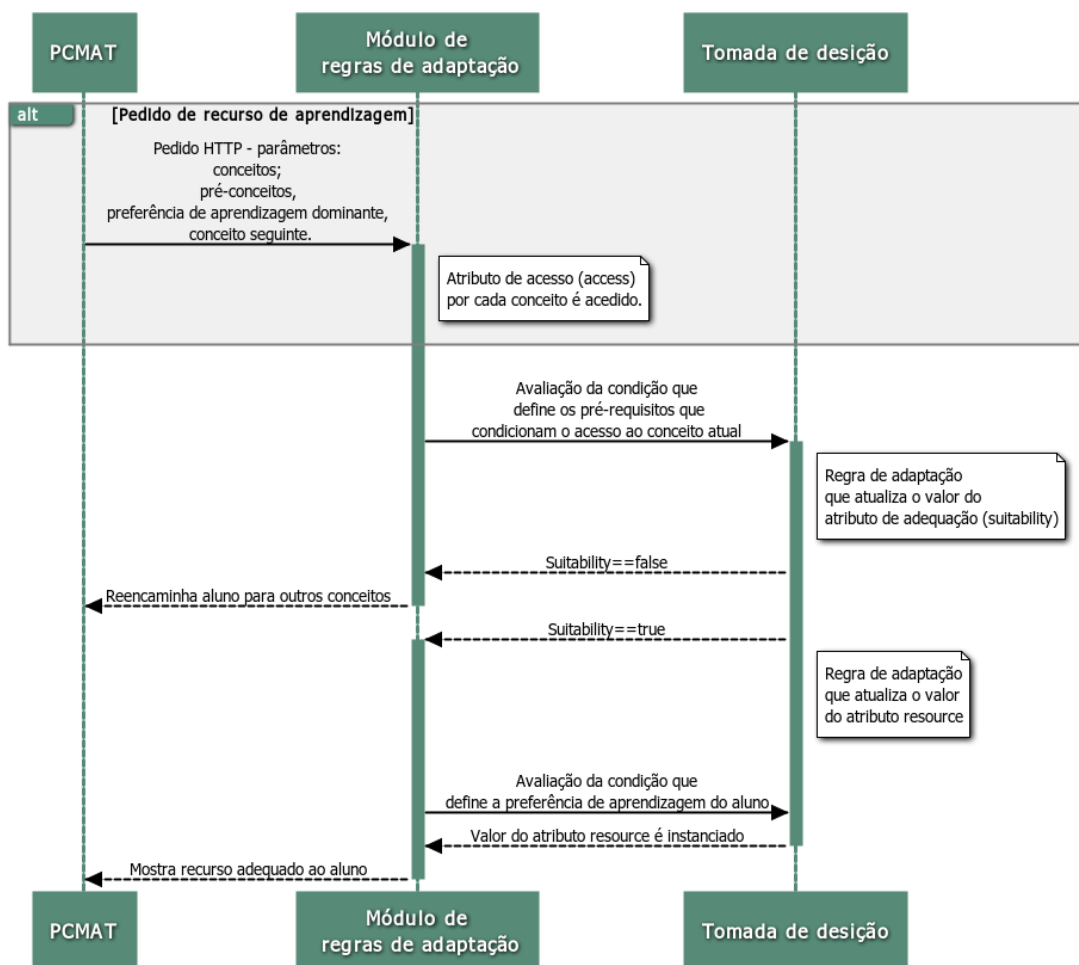 PCMAT
Módulo de
regras de adaptação
Tomada de desição
alt
[Pedido de recurso de aprendizagem]
Pedido HTTP - parâmetros:
conceitos;
pré-conceitos,
preferência de aprendizagem dominante,
conceito seguinte.
Atributo de acesso (access)
por cada conceito é acedido.
Avaliação da condição que
define os pré-requisitos que
condicionam o acesso ao conceito atual
Regra de adaptação
que atualiza o valor do
atributo de adequação (suitability)
Suitability==false
Reencaminha aluno para outros conceitos
Suitability==true
Regra de adaptação
que atualiza o valor
do atributo resource
Avaliação da condição que
define a preferência de aprendizagem do aluno
Valor do atributo resource é instanciado
Mostra recurso adequado ao aluno
PCMAT
Módulo de
regras de adaptação
Tomada de desição